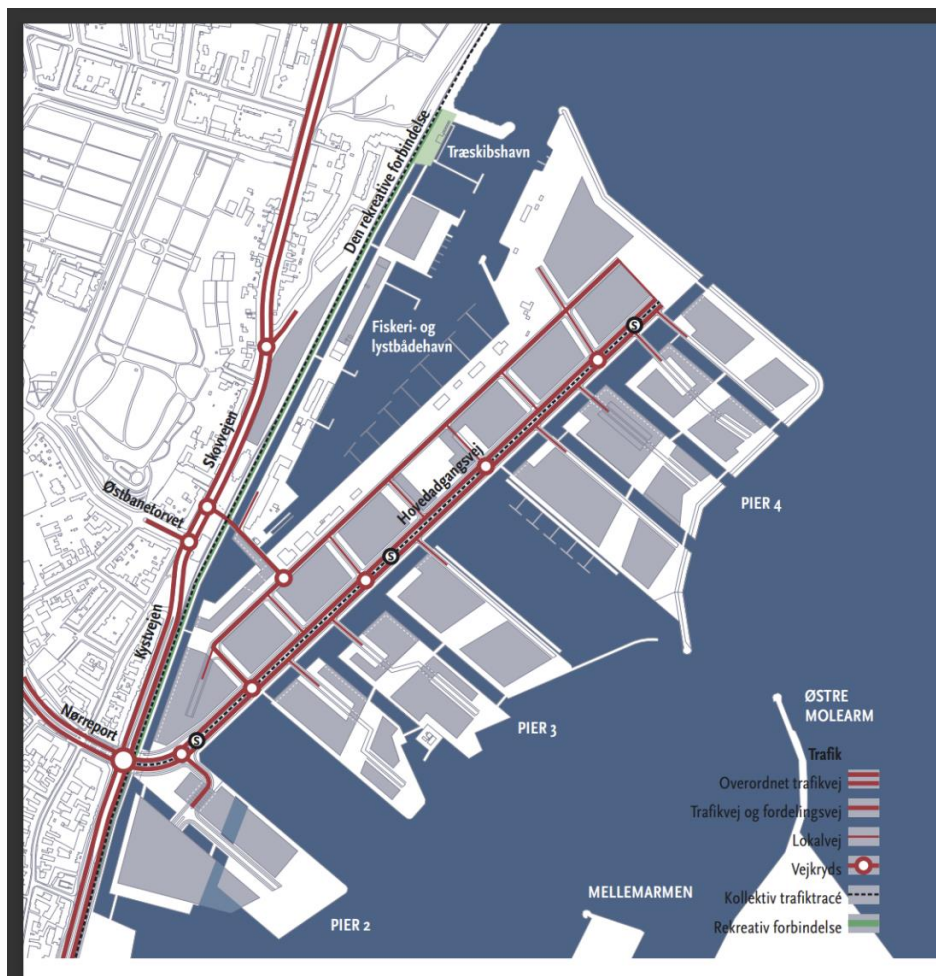 Træskibshavn
Den rekreative forbindelse
Fiskeri- og
lystbådehavn
Skovvejen
Østbanetorvet
Kystvejen
Nørreport
Hovedadgangsvej
S
S
S
PIER 4
PIER 3
PIER 2
ØSTRE
MOLEARM
MELLEMARMEN
Trafik
Overordnet trafikvej
Trafikvej og fordelingsvej
Lokalvej
Vejkryds
Kollektiv trafiktracé
Rekreativ forbindelse